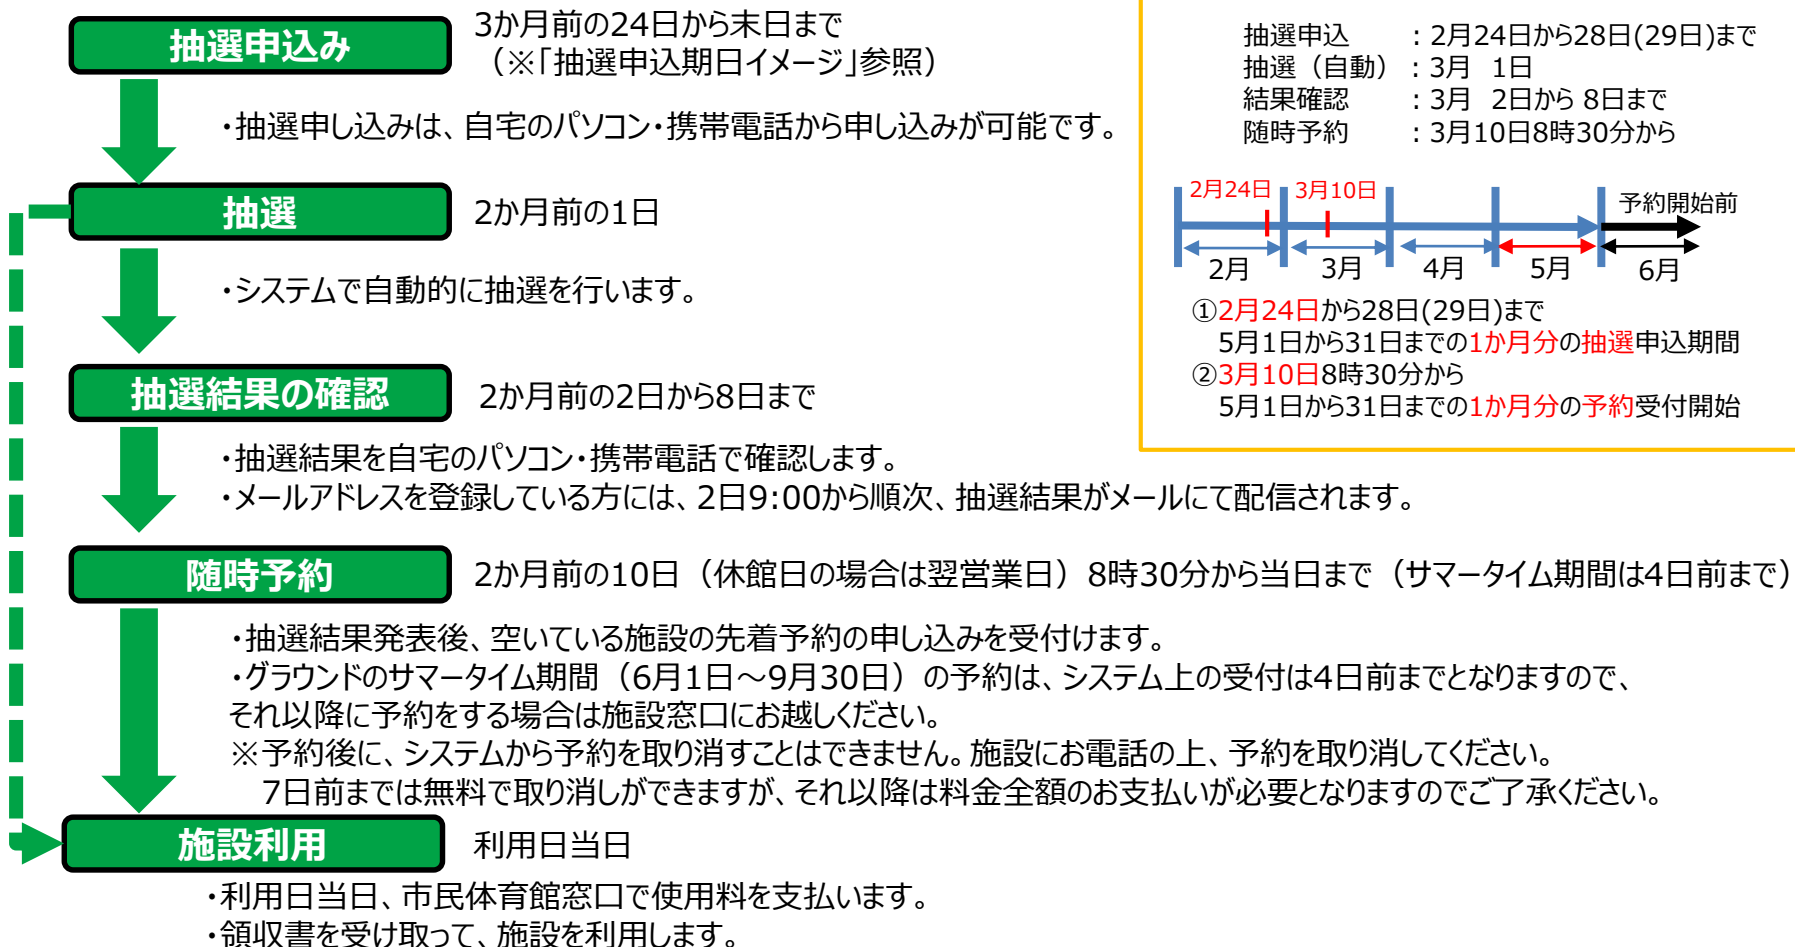 抽選申込み
3か月前の24日から末日まで
（※「抽選申込期日イメージ」参照）
・抽選申し込みは、自宅のパソコン・携帯電話から申し込みが可能です。
抽選
2か月前の1日
・システムで自動的に抽選を行います。
抽選結果の確認
2か月前の2日から8日まで
・抽選結果を自宅のパソコン・携帯電話で確認します。
・メールアドレスを登録している方には、2日9:00から順次、抽選結果がメールにて配信されます。
随時予約
2か月前の10日（休館日の場合は翌営業日）8時30分から当日まで（サマータイム期間は4日前まで）
・抽選結果発表後、空いている施設の先着予約の申し込みを受付けます。
・グラウンドのサマータイム期間（6月1日～9月30日）の予約は、システム上の受付は4日前までとなりますので、
それ以降に予約をする場合は施設窓口にお越しください。
※予約後に、システムから予約を取り消すことはできません。施設にお電話の上、予約を取り消してください。
7日前までは無料で取り消しができますが、それ以降は料金全額のお支払いが必要となりますのでご了承ください。
施設利用
利用日当日
・利用日当日、市民体育館窓口で使用料を支払います。
・領収書を受け取って、施設を利用します。
抽選申込　　：2月24日から28日(29日)まで
抽選（自動）：3月　1日
結果確認　　：3月　2日から 8日まで
随時予約　　：3月10日8時30分から
2月24日　3月10日　予約開始前
2月　3月　4月　5月　6月
①2月24日から28日(29日)まで
5月1日から31日までの1か月分の抽選申込期間
②3月10日8時30分から
5月1日から31日までの1か月分の予約受付開始